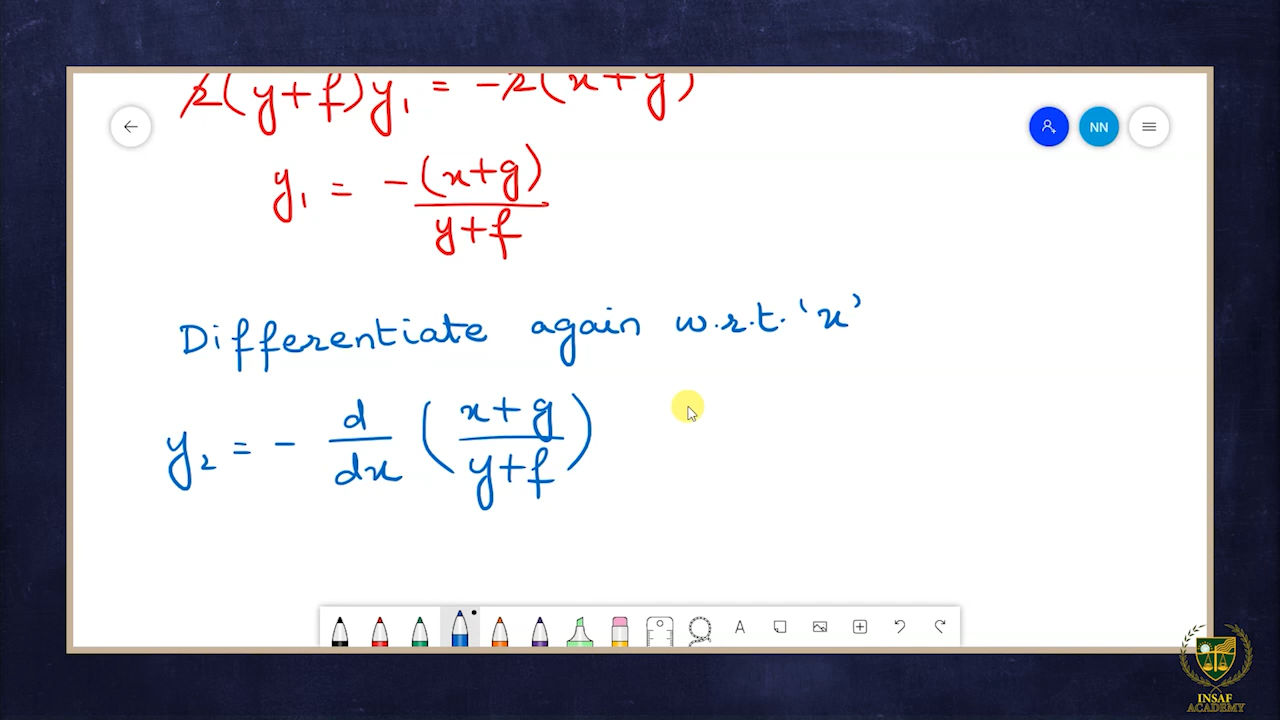 2(y+f)y₁ = -2(x+g)
y₁ = -(x+g)/y+f
Differentiate again w.r.t. 'x'
y₂ = - d/dx (x+g/y+f)
NN
A
INSAF
ACADEMY